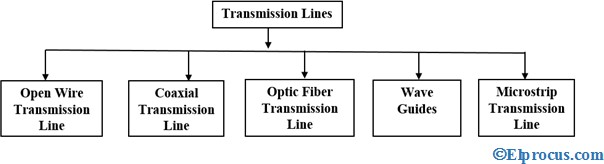 Transmission Lines
Open Wire
Transmission
Line
Coaxial
Transmission
Line
Optic Fiber
Transmission
Line
Wave
Guides
Microstrip
Transmission
Line
©Elprocus.com